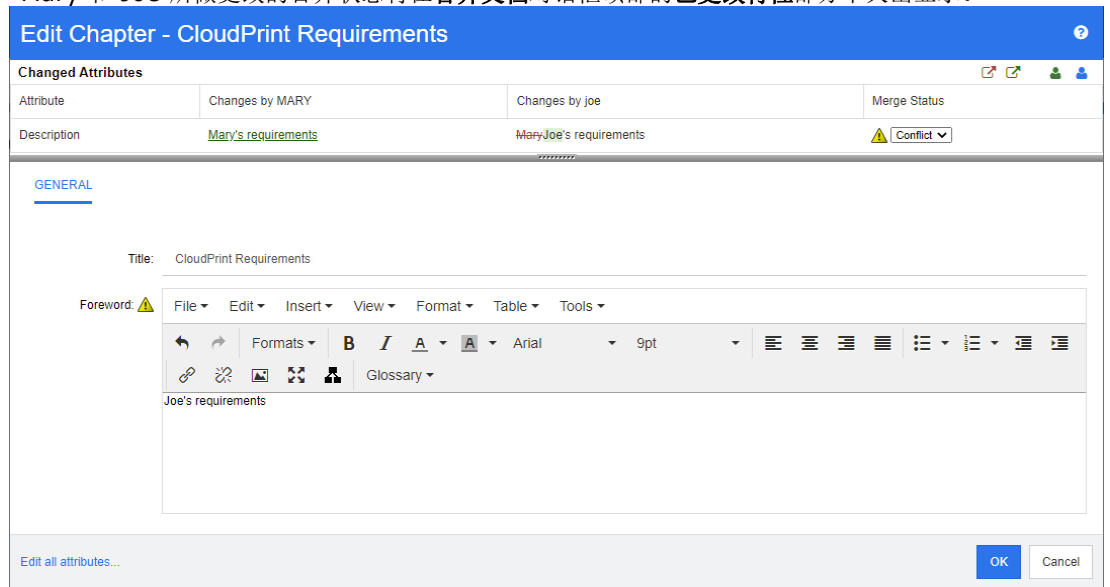 Edit Chapter - CloudPrint Requirements
Changed Attributes
Attribute Changes by MARY Changes by joe Merge Status
Description Mary's requirements MaryJoe's requirements Conflict
GENERAL
Title: CloudPrint Requirements
Foreword: File Edit Insert View Format Table Tools
Formats B I A A Arial 9pt
Glossary
Joe's requirements
Edit all attributes... OK Cancel